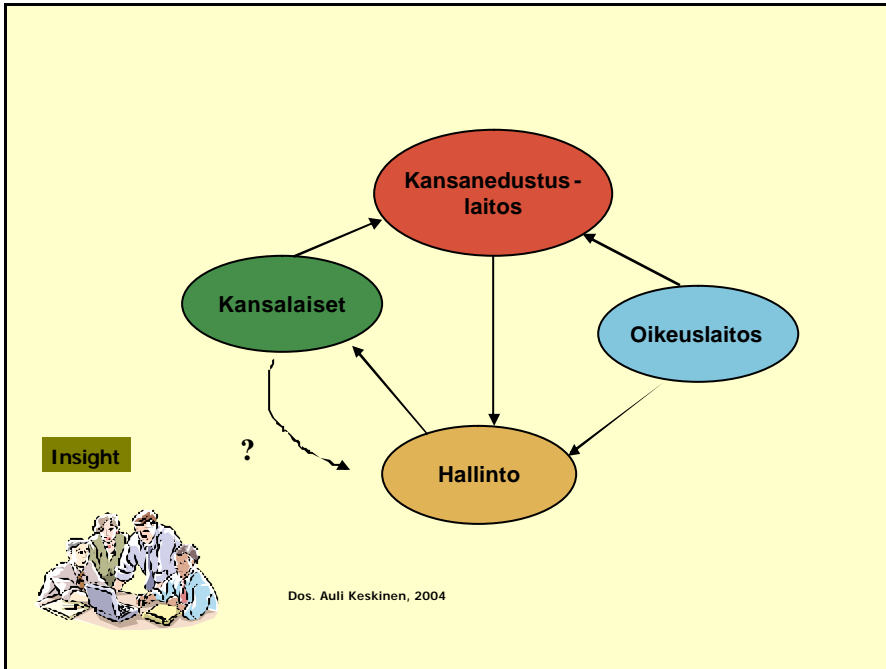 Kansanedustus -
laitos
Kansalaiset
Oikeuslaitos
?
Insight
Hallinto
Dos. Auli Keskinen, 2004